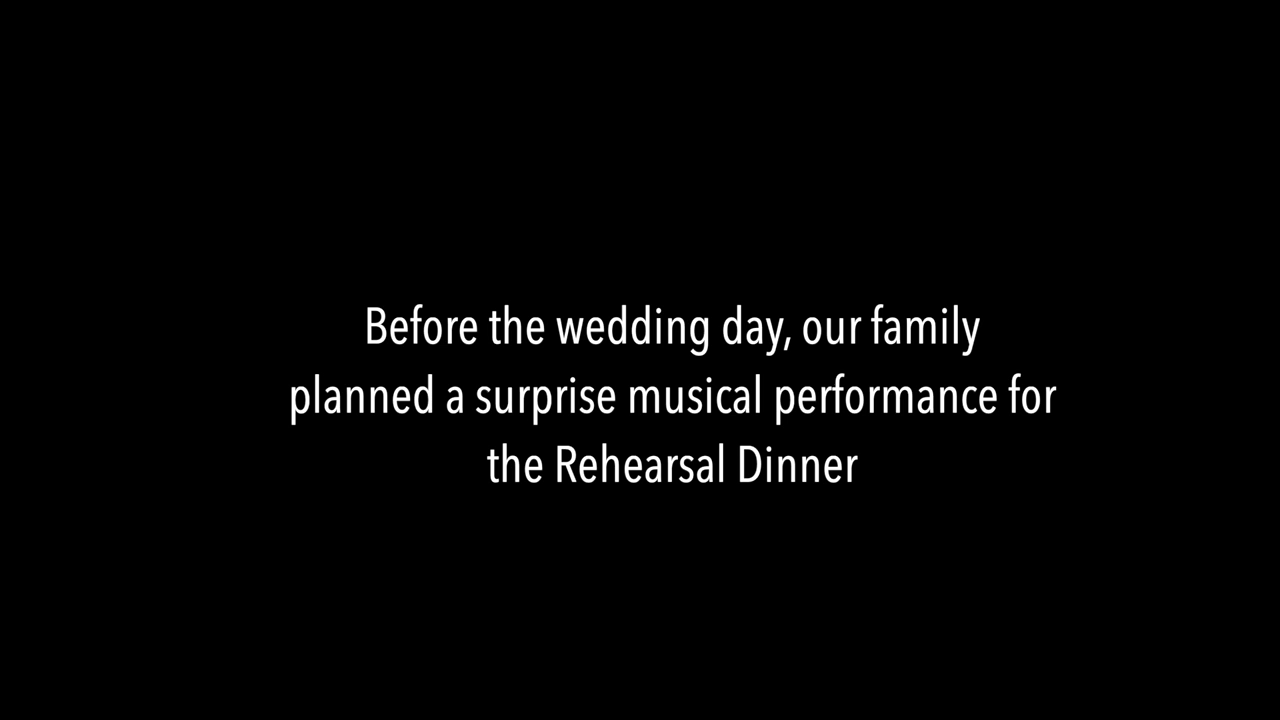 Before the wedding day, our family
planned a surprise musical performance for
the Rehearsal Dinner